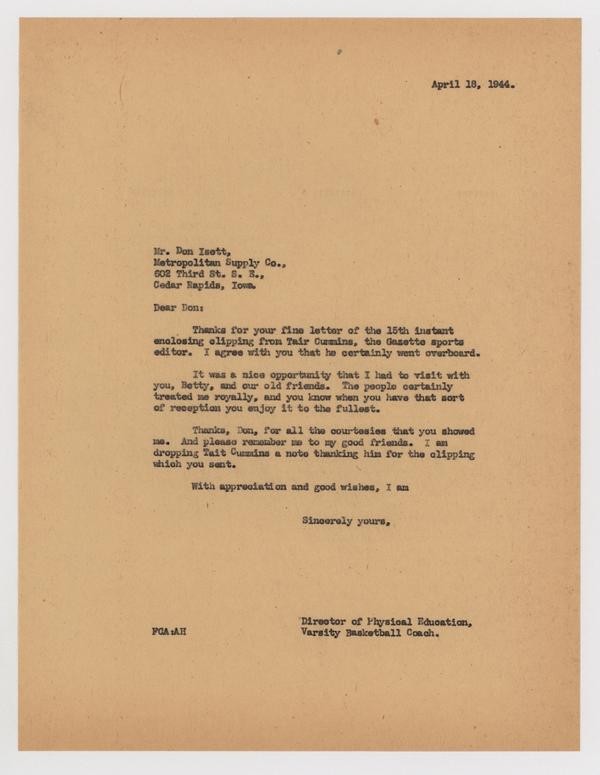 April 18, 1944.
Mr. Don Isett,
Metropolitan Supply Co.,
602 Third St. S. E.,
Cedar Rapids, Iowa.
Dear Don:
Thanks for your fine letter of the 15th instant
enclosing clipping from Tair Cummins, the Gazette sports
editor. I agree with you that he certainly went overboard.
It was a nice opportunity that I had to visit with
you, Betty, and our old friends. The people certainly
treated me royally, and you know when you have that sort
of reception you enjoy it to the fullest.
Thanks, Don, for all the courtesies that you showed
me. And please remember me to my good friends. I am
dropping Tait Cummins a note thanking him for the clipping
which you sent.
With appreciation and good wishes, I am
Sincerely yours,
Director of Physical Education,
FCA:AH Varsity Basketball Coach.